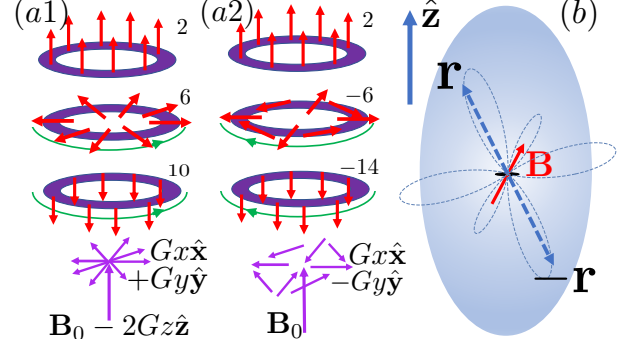 (a1)
2
6
10
Gx𝐱̂
+Gy𝐲̂
𝐁₀ − 2Gz𝐳̂
(a2)
2
−6
−14
Gx𝐱̂
−Gy𝐲̂
𝐁₀
(b)
𝐳̂
𝐫
𝐁
𝐫